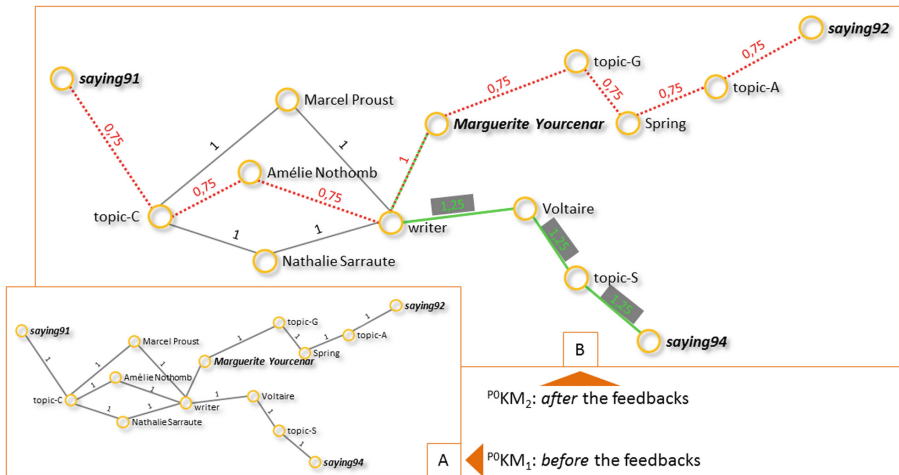 saying92
0,75
topic-G
saying91
0,75
0,75
0,75
topic-A
Marcel Proust
0,75
1
1
Marguerite Yourcenar
Spring
1
Amélie Nothomb
0,75
0,75
topic-C
1.25
Voltaire
1
1
writer
1.25
Nathalie Sarraute
topic-S
1.25
saying94
B
P0KM2: after the feedbacks
saying92
1
topic-G
saying91
1
1
1
topic-A
Marcel Proust
1
1
1
1
Spring
Marguerite Yourcenar
1
Amélie Nothomb
1
1
topic-C
1
Voltaire
1
1
writer
1
Nathalie Sarraute
topic-S
1
saying94
A
P0KM1: before the feedbacks